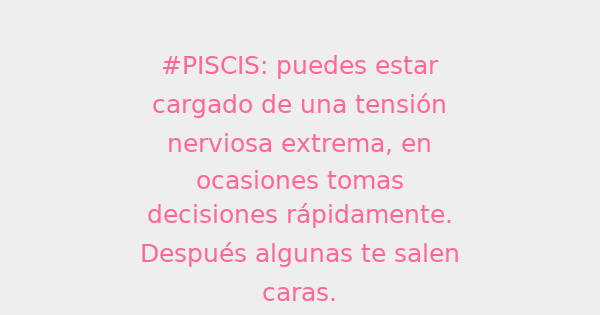 #PISCIS: puedes estar
cargado de una tensión
nerviosa extrema, en
ocasiones tomas
decisiones rápidamente.
Después algunas te salen
caras.